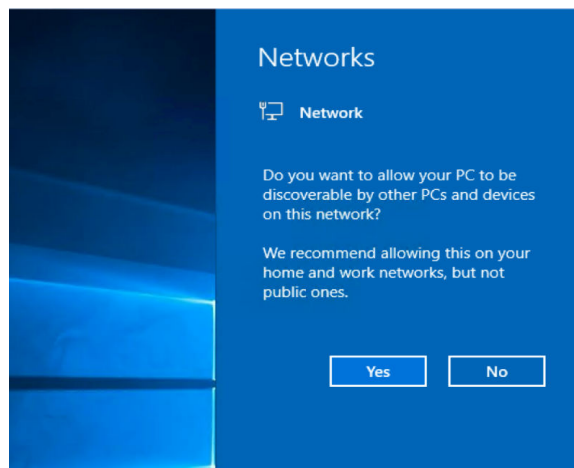 Networks
Network
Do you want to allow your PC to be
discoverable by other PCs and devices
on this network?
We recommend allowing this on your
home and work networks, but not
public ones.
Yes No